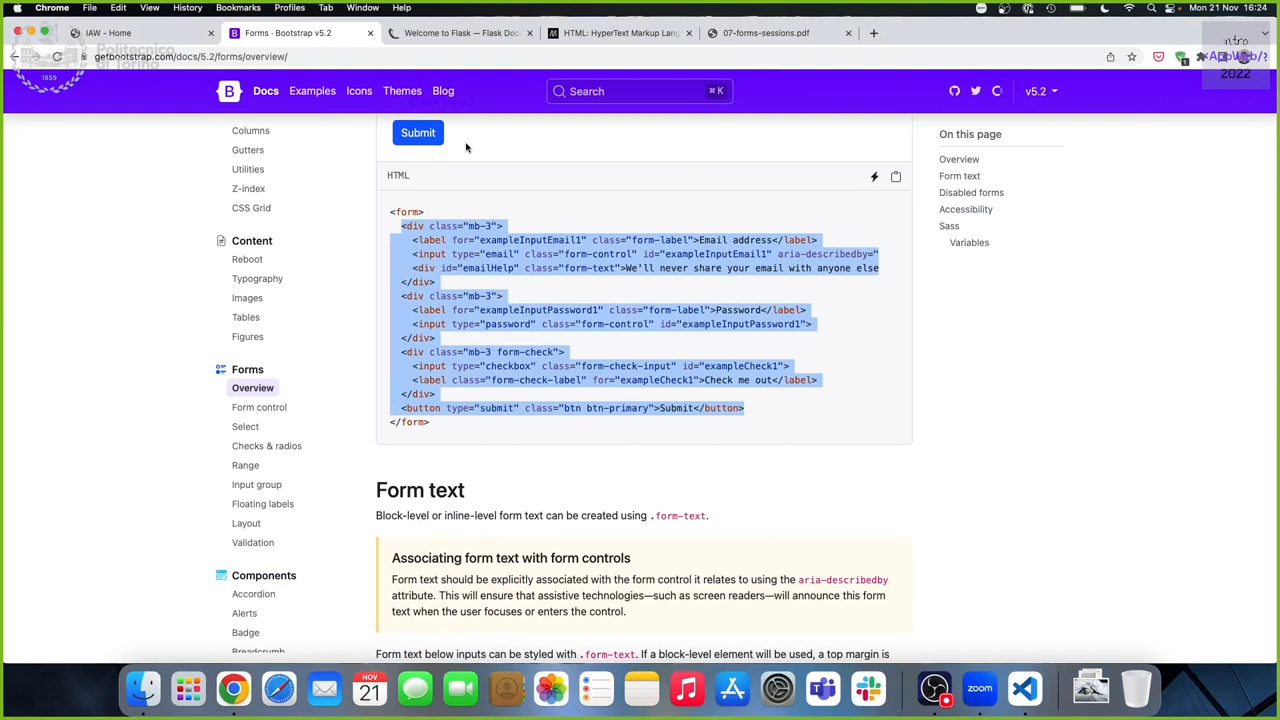 Chrome File Edit View History Bookmarks Profiles Tab Window Help Mon 21 Nov 16:24
IAW - Home
Forms · Bootstrap v5.2
Welcome to Flask — Flask Doc
HTML: HyperText Markup Lang
07-forms-sessions.pdf
getbootstrap.com/docs/5.2/forms/overview/
Politecnico
di Torino
1859
intro
<AppWeb/>
2022
B Docs Examples Icons Themes Blog
Search ⌘ K
v5.2
Columns
Gutters
Utilities
Z-index
CSS Grid
Content
Reboot
Typography
Images
Tables
Figures
Forms
Overview
Form control
Select
Checks & radios
Range
Input group
Floating labels
Layout
Validation
Components
Accordion
Alerts
Badge
Breadcrumb
Submit
HTML
<form>
<div class="mb-3">
<label for="exampleInputEmail1" class="form-label">Email address</label>
<input type="email" class="form-control" id="exampleInputEmail1" aria-describedby="
<div id="emailHelp" class="form-text">We'll never share your email with anyone else
</div>
<div class="mb-3">
<label for="exampleInputPassword1" class="form-label">Password</label>
<input type="password" class="form-control" id="exampleInputPassword1">
</div>
<div class="mb-3 form-check">
<input type="checkbox" class="form-check-input" id="exampleCheck1">
<label class="form-check-label" for="exampleCheck1">Check me out</label>
</div>
<button type="submit" class="btn btn-primary">Submit</button>
</form>
Form text
Block-level or inline-level form text can be created using .form-text.
Associating form text with form controls
Form text should be explicitly associated with the form control it relates to using the aria-describedby
attribute. This will ensure that assistive technologies—such as screen readers—will announce this form
text when the user focuses or enters the control.
Form text below inputs can be styled with .form-text. If a block-level element will be used, a top margin is
On this page
Overview
Form text
Disabled forms
Accessibility
Sass
Variables
NOV
21
zoom